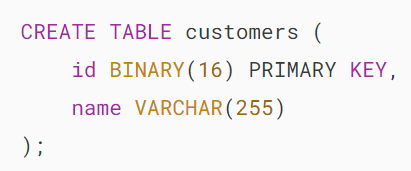 CREATE TABLE customers (
    id BINARY(16) PRIMARY KEY,
    name VARCHAR(255)
);